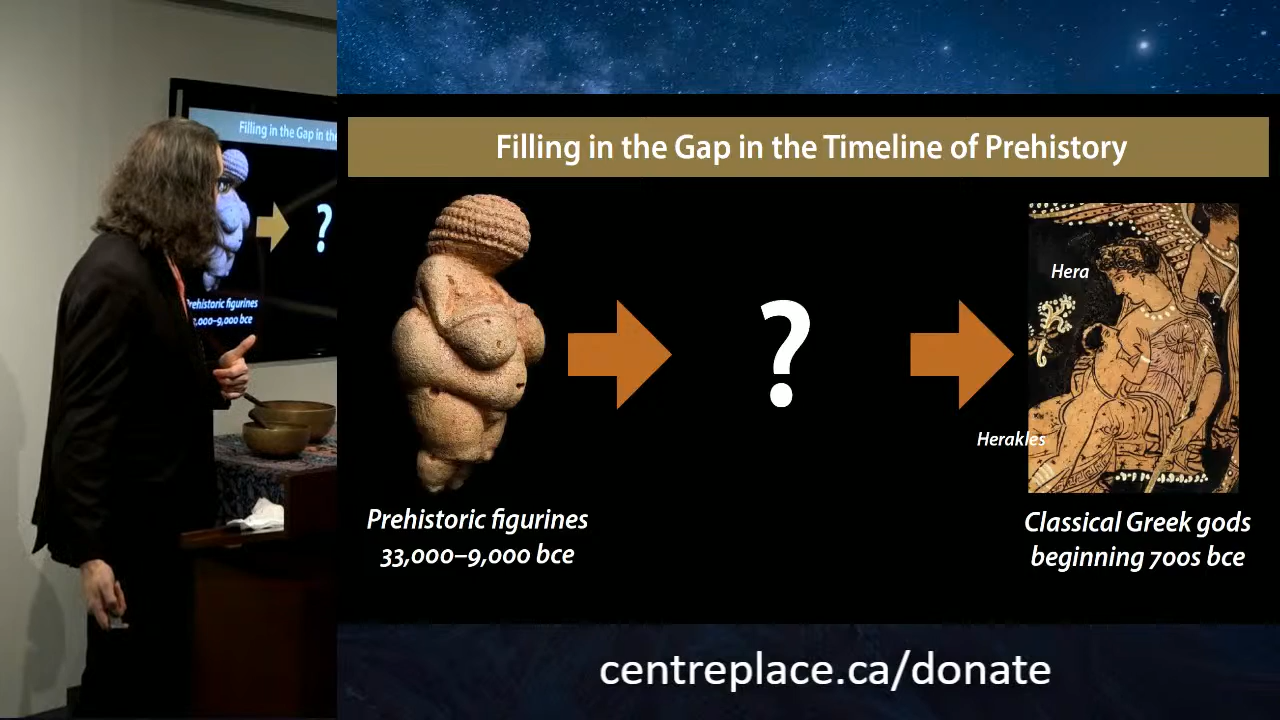 Filling in the Gap in the
?
Prehistoric figurines
,000–9,000 bce
Filling in the Gap in the Timeline of Prehistory
?
Hera
Herakles
Prehistoric figurines
33,000–9,000 bce
Classical Greek gods
beginning 700s bce
centreplace.ca/donate